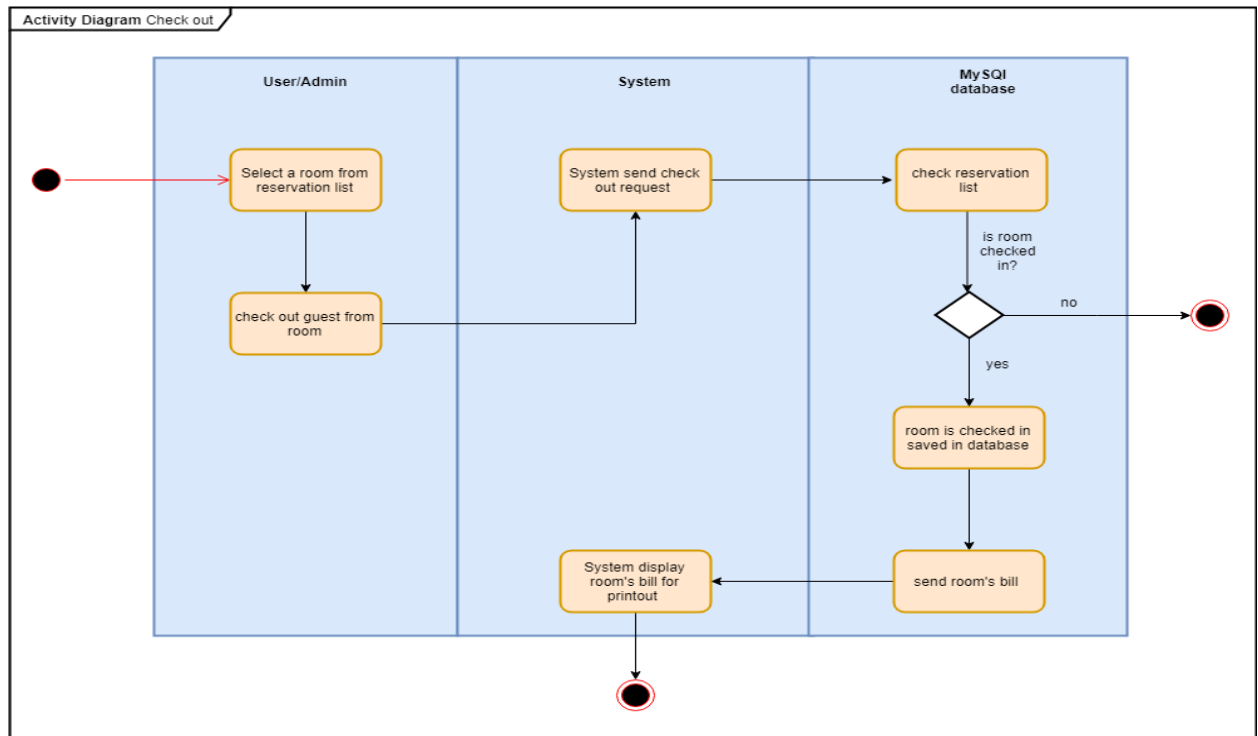 Activity Diagram Check out
User/Admin
System
MySQl
database
Select a room from
reservation list
System send check
out request
check reservation
list
is room
checked
in?
check out guest from
room
no
yes
room is checked in
saved in database
System display
room's bill for
printout
send room's bill